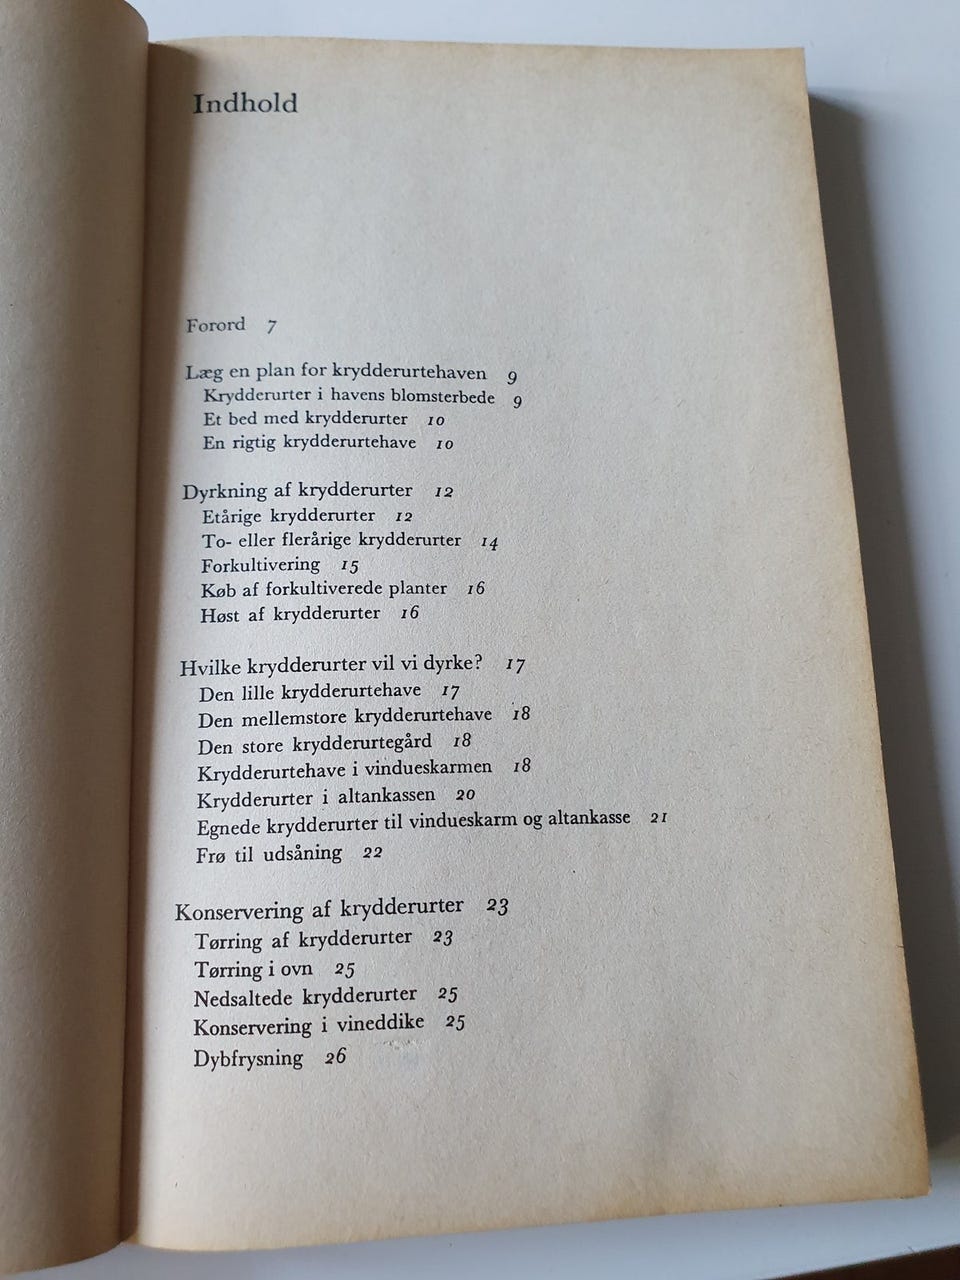 Indhold
Forord 7
Læg en plan for krydderurtehaven 9
Krydderurter i havens blomsterbede 9
Et bed med krydderurter 10
En rigtig krydderurtehave 10
Dyrkning af krydderurter 12
Etårige krydderurter 12
To- eller flerårige krydderurter 14
Forkultivering 15
Køb af forkultiverede planter 16
Høst af krydderurter 16
Hvilke krydderurter vil vi dyrke? 17
Den lille krydderurtehave 17
Den mellemstore krydderurtehave 18
Den store krydderurtegård 18
Krydderurtehave i vindueskarmen 18
Krydderurter i altankassen 20
Egnede krydderurter til vindueskarm og altankasse 21
Frø til udsåning 22
Konservering af krydderurter 23
Tørring af krydderurter 23
Tørring i ovn 25
Nedsaltede krydderurter 25
Konservering i vineddike 25
Dybfrysning 26